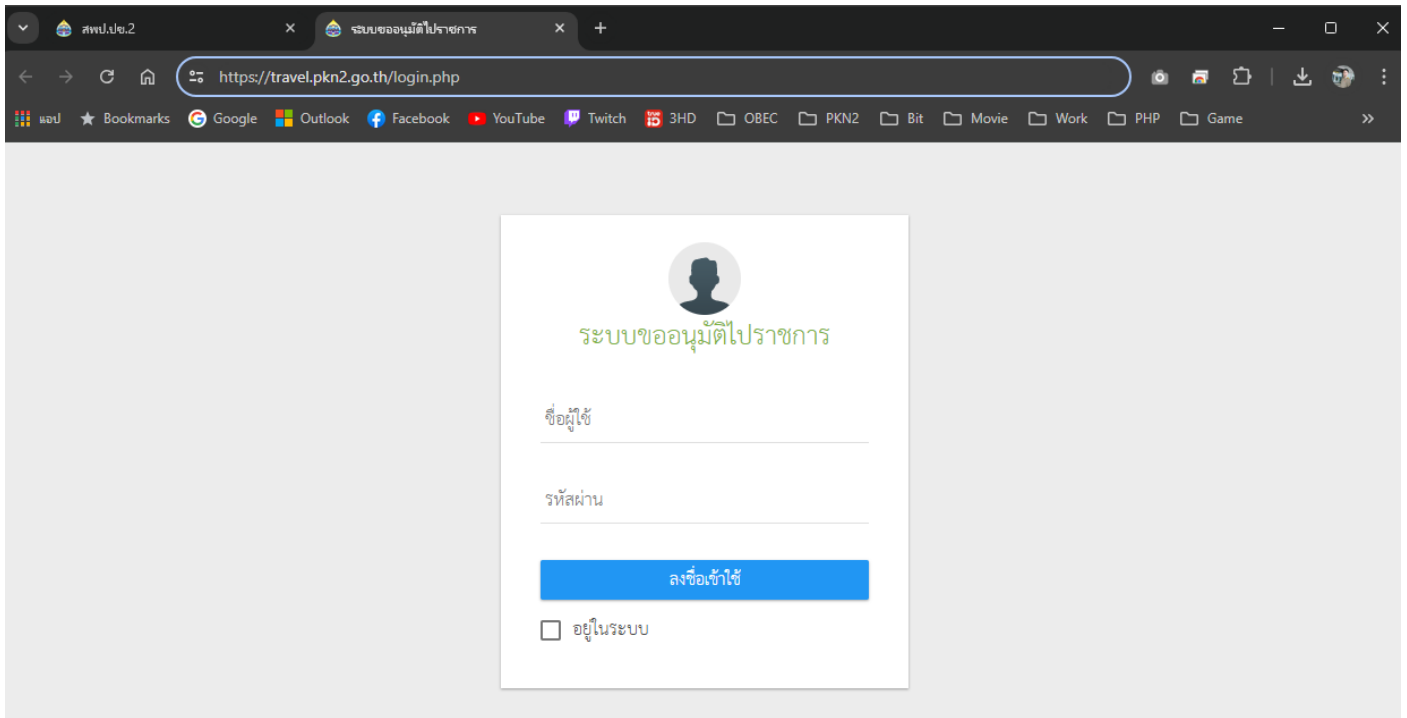 สพป.ปข.2
ระบบขออนุมัติไปราชการ
https://travel.pkn2.go.th/login.php
แอป Bookmarks Google Outlook Facebook YouTube Twitch 3HD OBEC PKN2 Bit Movie Work PHP Game
ระบบขออนุมัติไปราชการ
ชื่อผู้ใช้
รหัสผ่าน
ลงชื่อเข้าใช้
อยู่ในระบบ